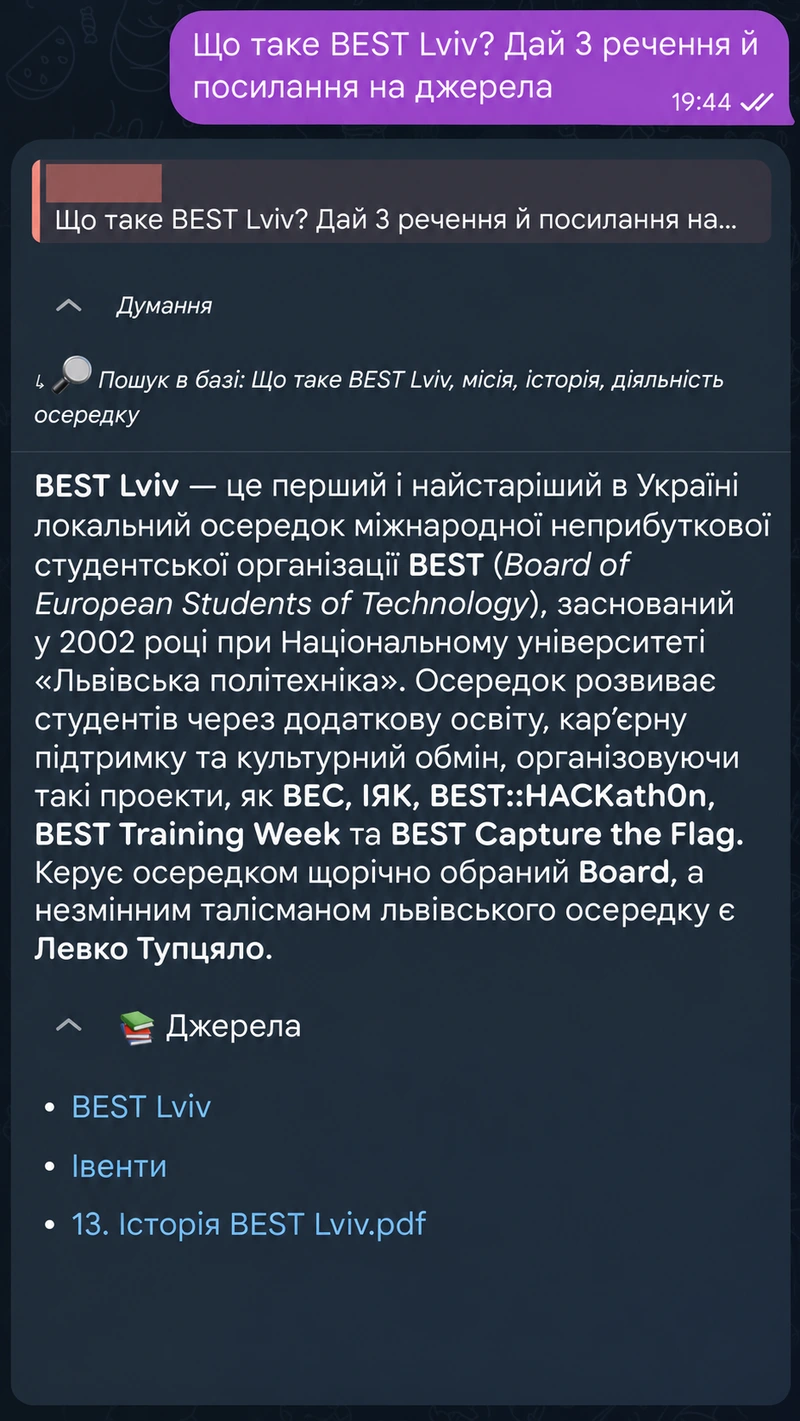 Що таке BEST Lviv? Дай 3 речення й
посилання на джерела
19:44
Що таке BEST Lviv? Дай 3 речення й посилання на...
Думання
↳ 🔎 Пошук в базі: Що таке BEST Lviv, місія, історія, діяльність
осередку
BEST Lviv — це перший і найстаріший в Україні
локальний осередок міжнародної неприбуткової
студентської організації BEST (Board of
European Students of Technology), заснований
у 2002 році при Національному університеті
«Львівська політехніка». Осередок розвиває
студентів через додаткову освіту, кар’єрну
підтримку та культурний обмін, організовуючи
такі проекти, як BEC, ІЯК, BEST::HACKath0n,
BEST Training Week та BEST Capture the Flag.
Керує осередком щорічно обраний Board, а
незмінним талісманом львівського осередку є
Левко Тупцяло.
📚 Джерела
• BEST Lviv
• Івенти
• 13. Історія BEST Lviv.pdf